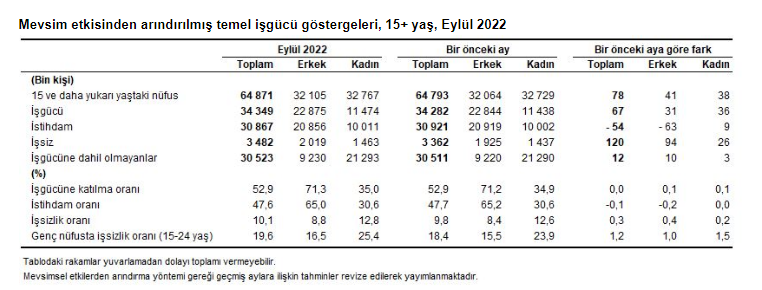 Mevsim etkisinden arındırılmış temel işgücü göstergeleri, 15+ yaş, Eylül 2022
Eylül 2022 Bir önceki ay Bir önceki aya göre fark
Toplam Erkek Kadın Toplam Erkek Kadın Toplam Erkek Kadın
(Bin kişi)
15 ve daha yukarı yaştaki nüfus 64 871 32 105 32 767 64 793 32 064 32 729 78 41 38
İşgücü 34 349 22 875 11 474 34 282 22 844 11 438 67 31 36
İstihdam 30 867 20 856 10 011 30 921 20 919 10 002 - 54 - 63 9
İşsiz 3 482 2 019 1 463 3 362 1 925 1 437 120 94 26
İşgücüne dahil olmayanlar 30 523 9 230 21 293 30 511 9 220 21 290 12 10 3
(%)
İşgücüne katılma oranı 52,9 71,3 35,0 52,9 71,2 34,9 0,0 0,1 0,1
İstihdam oranı 47,6 65,0 30,6 47,7 65,2 30,6 -0,1 -0,2 0,0
İşsizlik oranı 10,1 8,8 12,8 9,8 8,4 12,6 0,3 0,4 0,2
Genç nüfusta işsizlik oranı (15-24 yaş) 19,6 16,5 25,4 18,4 15,5 23,9 1,2 1,0 1,5
Tablodaki rakamlar yuvarlamadan dolayı toplamı vermeyebilir.
Mevsimsel etkilerden arındırma yöntemi gereği geçmiş aylara ilişkin tahminler revize edilerek yayımlanmaktadır.